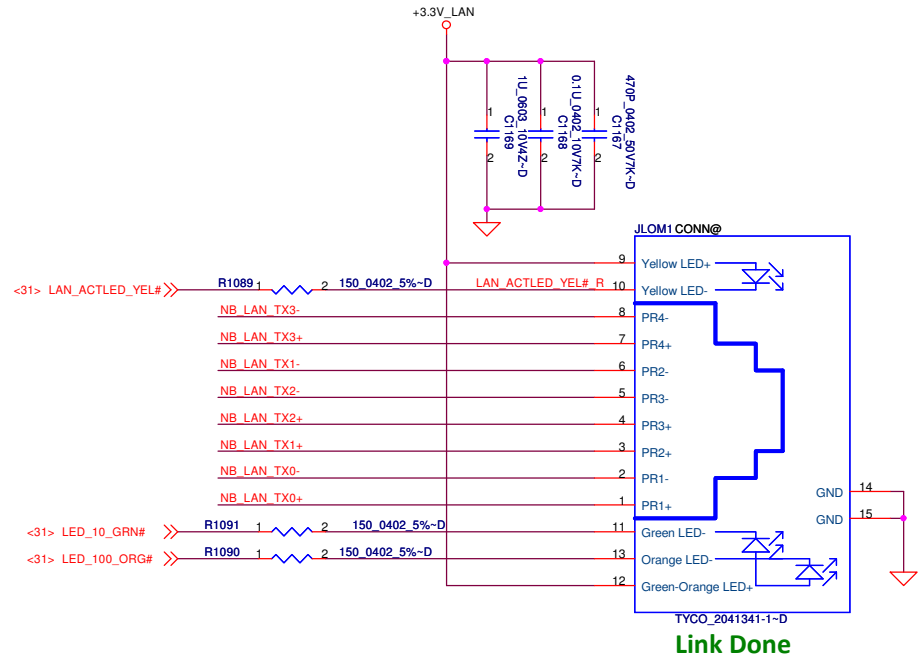 +3.3V_LAN
1
1
1
2
2
2
1U_0603_10V4Z~D
C1169
0.1U_0402_10V7K~D
C1168
470P_0402_50V7K~D
C1167
JLOM1 CONN@
9 Yellow LED+
<31> LAN_ACTLED_YEL# R1089 1 2 150_0402_5%~D LAN_ACTLED_YEL#_R 10 Yellow LED-
NB_LAN_TX3- 8 PR4-
NB_LAN_TX3+ 7 PR4+
NB_LAN_TX1- 6 PR2-
NB_LAN_TX2- 5 PR3-
NB_LAN_TX2+ 4 PR3+
NB_LAN_TX1+ 3 PR2+
NB_LAN_TX0- 2 PR1-
GND 14
NB_LAN_TX0+ 1 PR1+
GND 15
<31> LED_10_GRN# R1091 1 2 150_0402_5%~D 11 Green LED-
<31> LED_100_ORG# R1090 1 2 150_0402_5%~D 13 Orange LED-
12 Green-Orange LED+
TYCO_2041341-1~D
Link Done